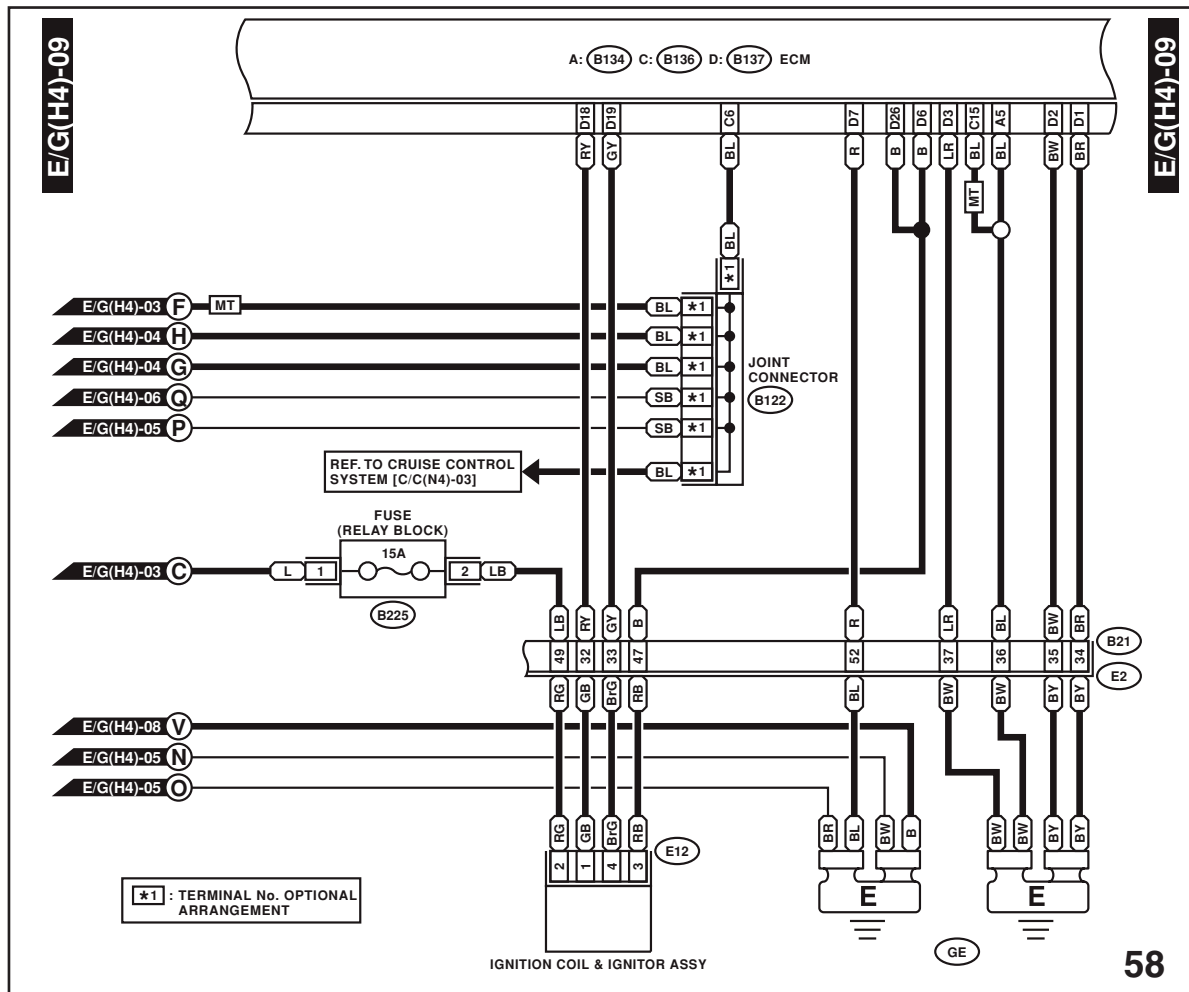 E/G(H4)-09
E/G(H4)-09
A: B134 C: B136 D: B137 ECM
D18 D19 C6 D7 D26 D6 D3 C15 A5 D2 D1
RY GY BL R B B LR BL BL BW BR
MT
BL
*1
E/G(H4)-03 F MT BL *1
E/G(H4)-04 H BL *1
E/G(H4)-04 G BL *1
E/G(H4)-06 Q SB *1
E/G(H4)-05 P SB *1
JOINT
CONNECTOR
B122
REF. TO CRUISE CONTROL
SYSTEM [C/C(N4)-03]
BL *1
FUSE
(RELAY BLOCK)
15A
E/G(H4)-03 C L 1 2 LB
B225
LB RY GY B R LR BL BW BR
49 32 33 47 52 37 36 35 34
B21
E2
RG GB BrG RB BL BW BW BY BY
E/G(H4)-08 V
E/G(H4)-05 N
E/G(H4)-05 O
RG GB BrG RB BR BL BW B BW BW BY BY
2 1 4 3
E12
E E
*1 : TERMINAL No. OPTIONAL
ARRANGEMENT
GE
IGNITION COIL & IGNITOR ASSY
58